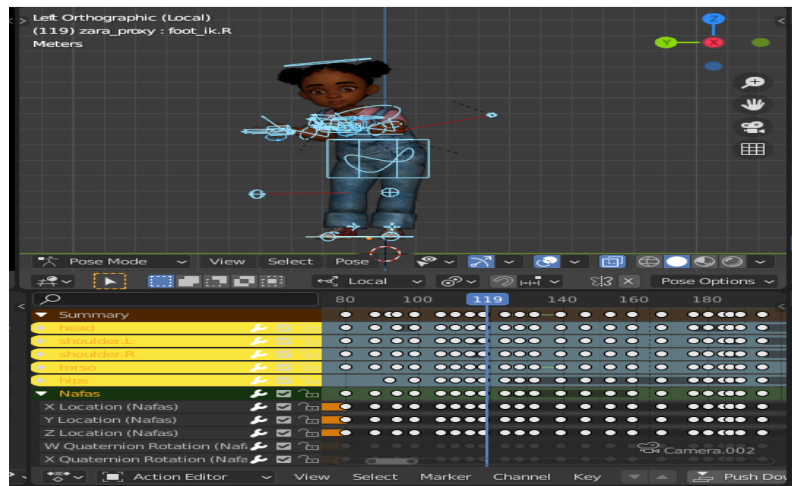 Left Orthographic (Local)
(119) zara_proxy : foot_ik.R
Meters
Z
Y
X
Pose Mode View Select Pose
Local Pose Options
80 100 119 140 160 180
Summary
head
shoulder.L
shoulder.R
torso
hips
Nafas
X Location (Nafas)
Y Location (Nafas)
Z Location (Nafas)
W Quaternion Rotation (Nafa
Camera.002
X Quaternion Rotation (Nafa
Action Editor View Select Marker Channel Key Push Dov